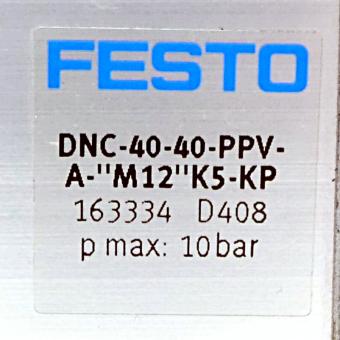 FESTO
DNC-40-40-PPV-
A-"M12"K5-KP
163334 D408
p max: 10bar